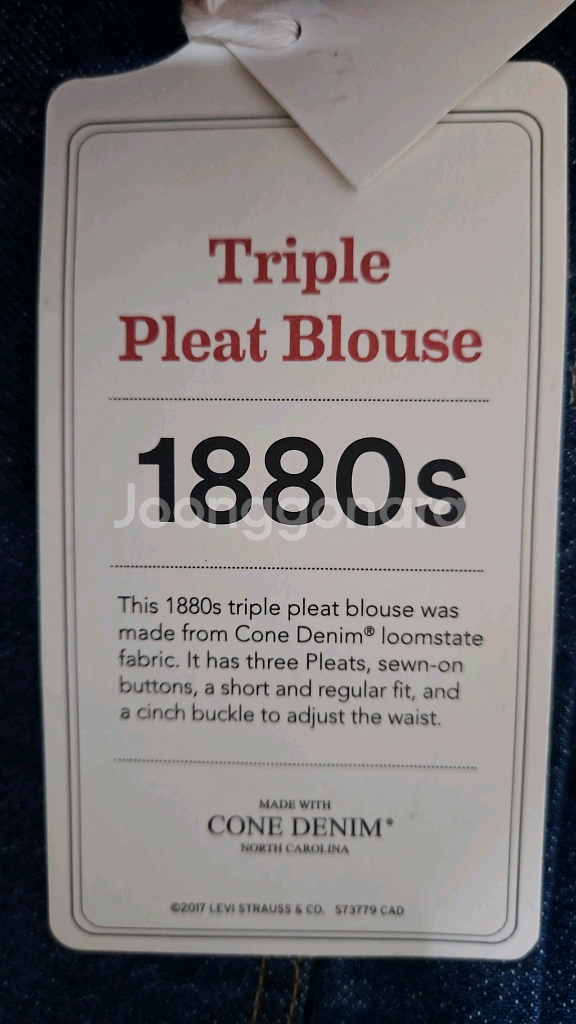 Triple
Pleat Blouse
1880s
Joonggonara
This 1880s triple pleat blouse was
made from Cone Denim® loomstate
fabric. It has three Pleats, sewn-on
buttons, a short and regular fit, and
a cinch buckle to adjust the waist.
MADE WITH
CONE DENIM®
NORTH CAROLINA
©2017 LEVI STRAUSS & CO. S73779 CAD